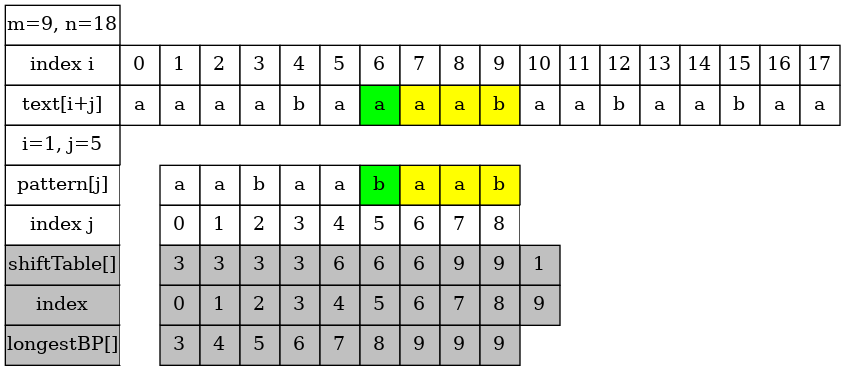 m=9, n=18
index i 0 1 2 3 4 5 6 7 8 9 10 11 12 13 14 15 16 17
text[i+j] a a a a b a a a a b a a b a a b a a
i=1, j=5
pattern[j] a a b a a b a a b
index j 0 1 2 3 4 5 6 7 8
shiftTable[] 3 3 3 3 6 6 6 9 9 1
index 0 1 2 3 4 5 6 7 8 9
longestBP[] 3 4 5 6 7 8 9 9 9